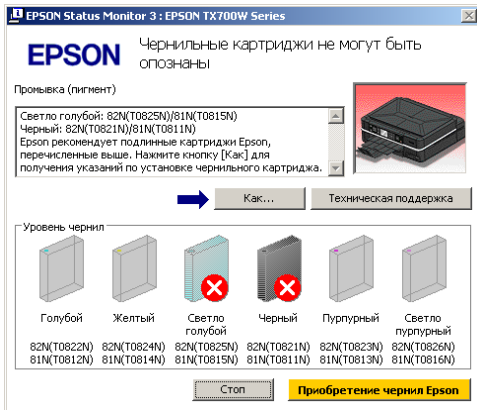 EPSON Status Monitor 3 : EPSON TX700W Series
EPSON
Чернильные картриджи не могут быть
опознаны
Промывка (пигмент)
Светло голубой: 82N(T0825N)/81N(T0815N)
Черный: 82N(T0821N)/81N(T0811N)
Epson рекомендует подлинные картриджи Epson,
перечисленные выше. Нажмите кнопку [Как] для
получения указаний по установке чернильного картриджа.
Как...
Техническая поддержка
Уровень чернил
Голубой
Желтый
Светло
голубой
Черный
Пурпурный
Светло
пурпурный
82N(T0822N) 82N(T0824N) 82N(T0825N) 82N(T0821N) 82N(T0823N) 82N(T0826N)
81N(T0812N) 81N(T0814N) 81N(T0815N) 81N(T0811N) 81N(T0813N) 81N(T0816N)
Стоп
Приобретение чернил Epson